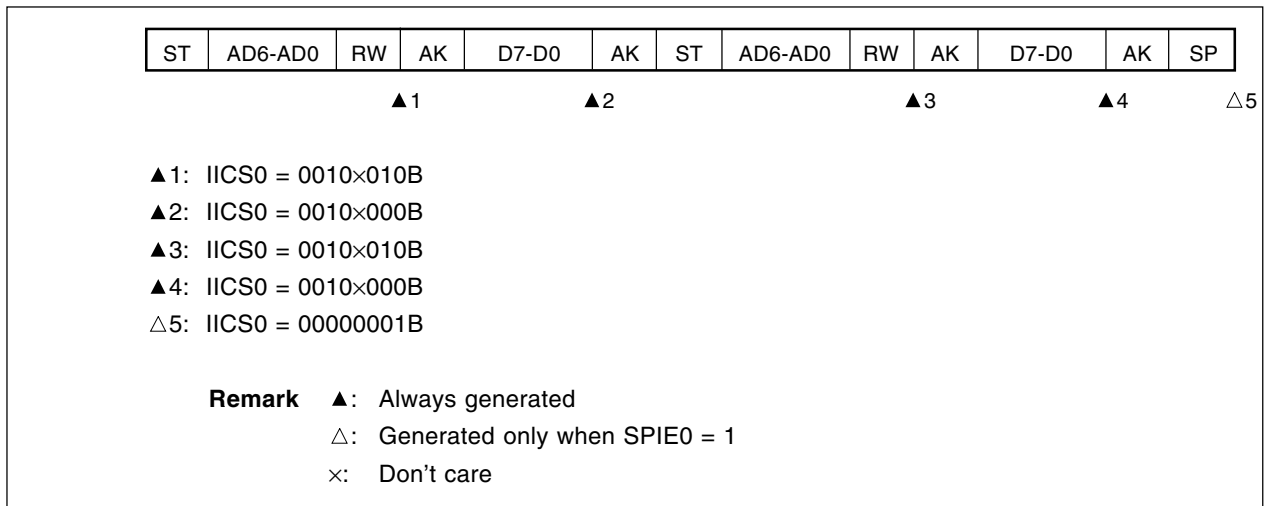 ST AD6-AD0 RW AK D7-D0 AK ST AD6-AD0 RW AK D7-D0 AK SP
▲1 ▲2 ▲3 ▲4 △5
▲1: IICS0 = 0010×010B
▲2: IICS0 = 0010×000B
▲3: IICS0 = 0010×010B
▲4: IICS0 = 0010×000B
△5: IICS0 = 00000001B
Remark ▲: Always generated
△: Generated only when SPIE0 = 1
×: Don't care